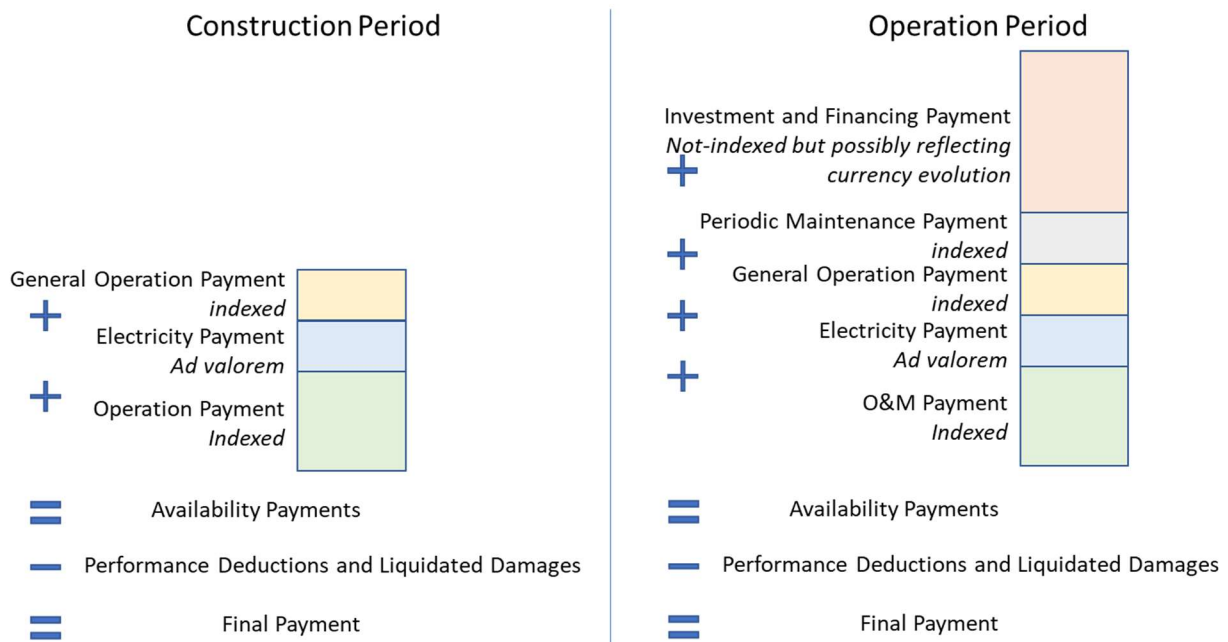 Construction Period
General Operation Payment
indexed
+
Electricity Payment
Ad valorem
+
Operation Payment
Indexed
= Availability Payments
− Performance Deductions and Liquidated Damages
= Final Payment
Operation Period
Investment and Financing Payment
Not-indexed but possibly reflecting
currency evolution
+
Periodic Maintenance Payment
indexed
+
General Operation Payment
indexed
+
Electricity Payment
Ad valorem
+
O&M Payment
Indexed
= Availability Payments
− Performance Deductions and Liquidated Damages
= Final Payment